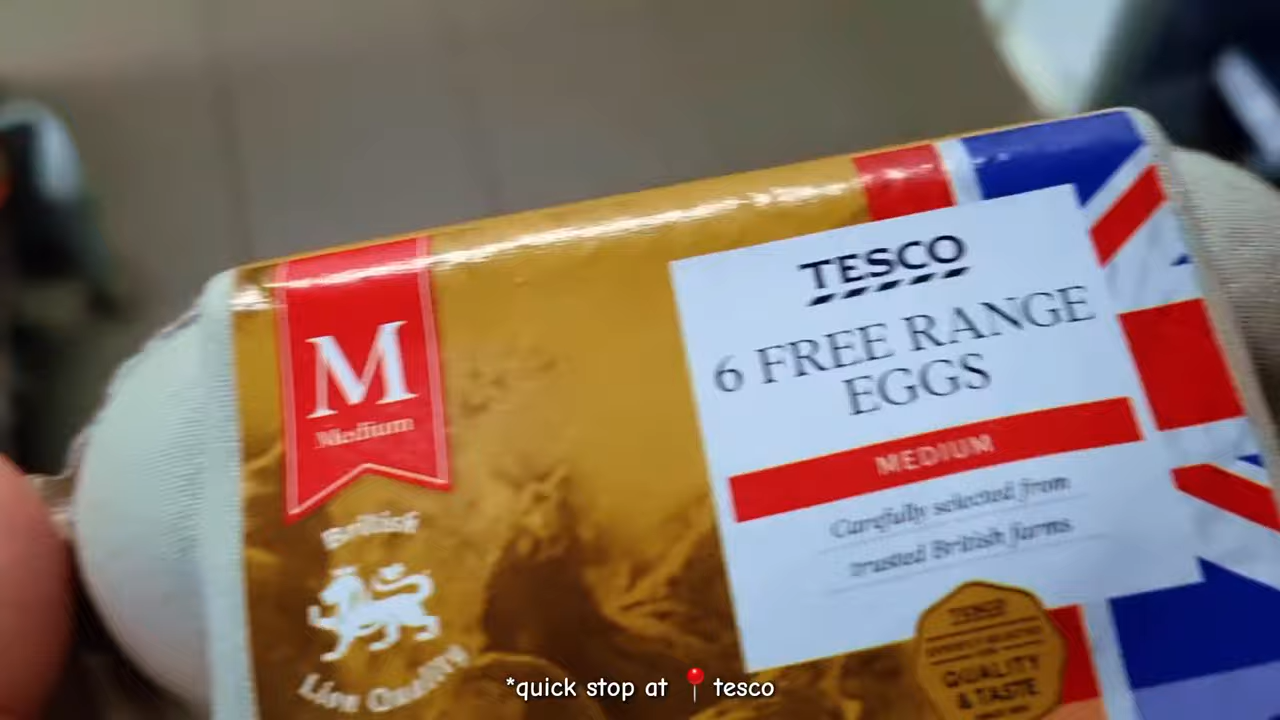 TESCO
6 FREE RANGE
EGGS
MEDIUM
Carefully selected from
trusted British farms
M
Medium
British
Lion Quality
TESCO
QUALITY
& TASTE
*quick stop at 📍 tesco